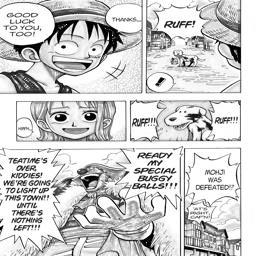 GOOD
LUCK
TO YOU,
TOO!
THANKS...
RUFF!
RUFF!!!
RUFF!!!
TEATIME'S
OVER,
KIDDIES!
WE'RE GOING
TO LIGHT UP
THIS TOWN!!
UNTIL
THERE'S
NOTHING
LEFT!!!
READY
MY
SPECIAL
BUGGY
BALLS!!!
MOHJI
WAS
DEFEATED!?